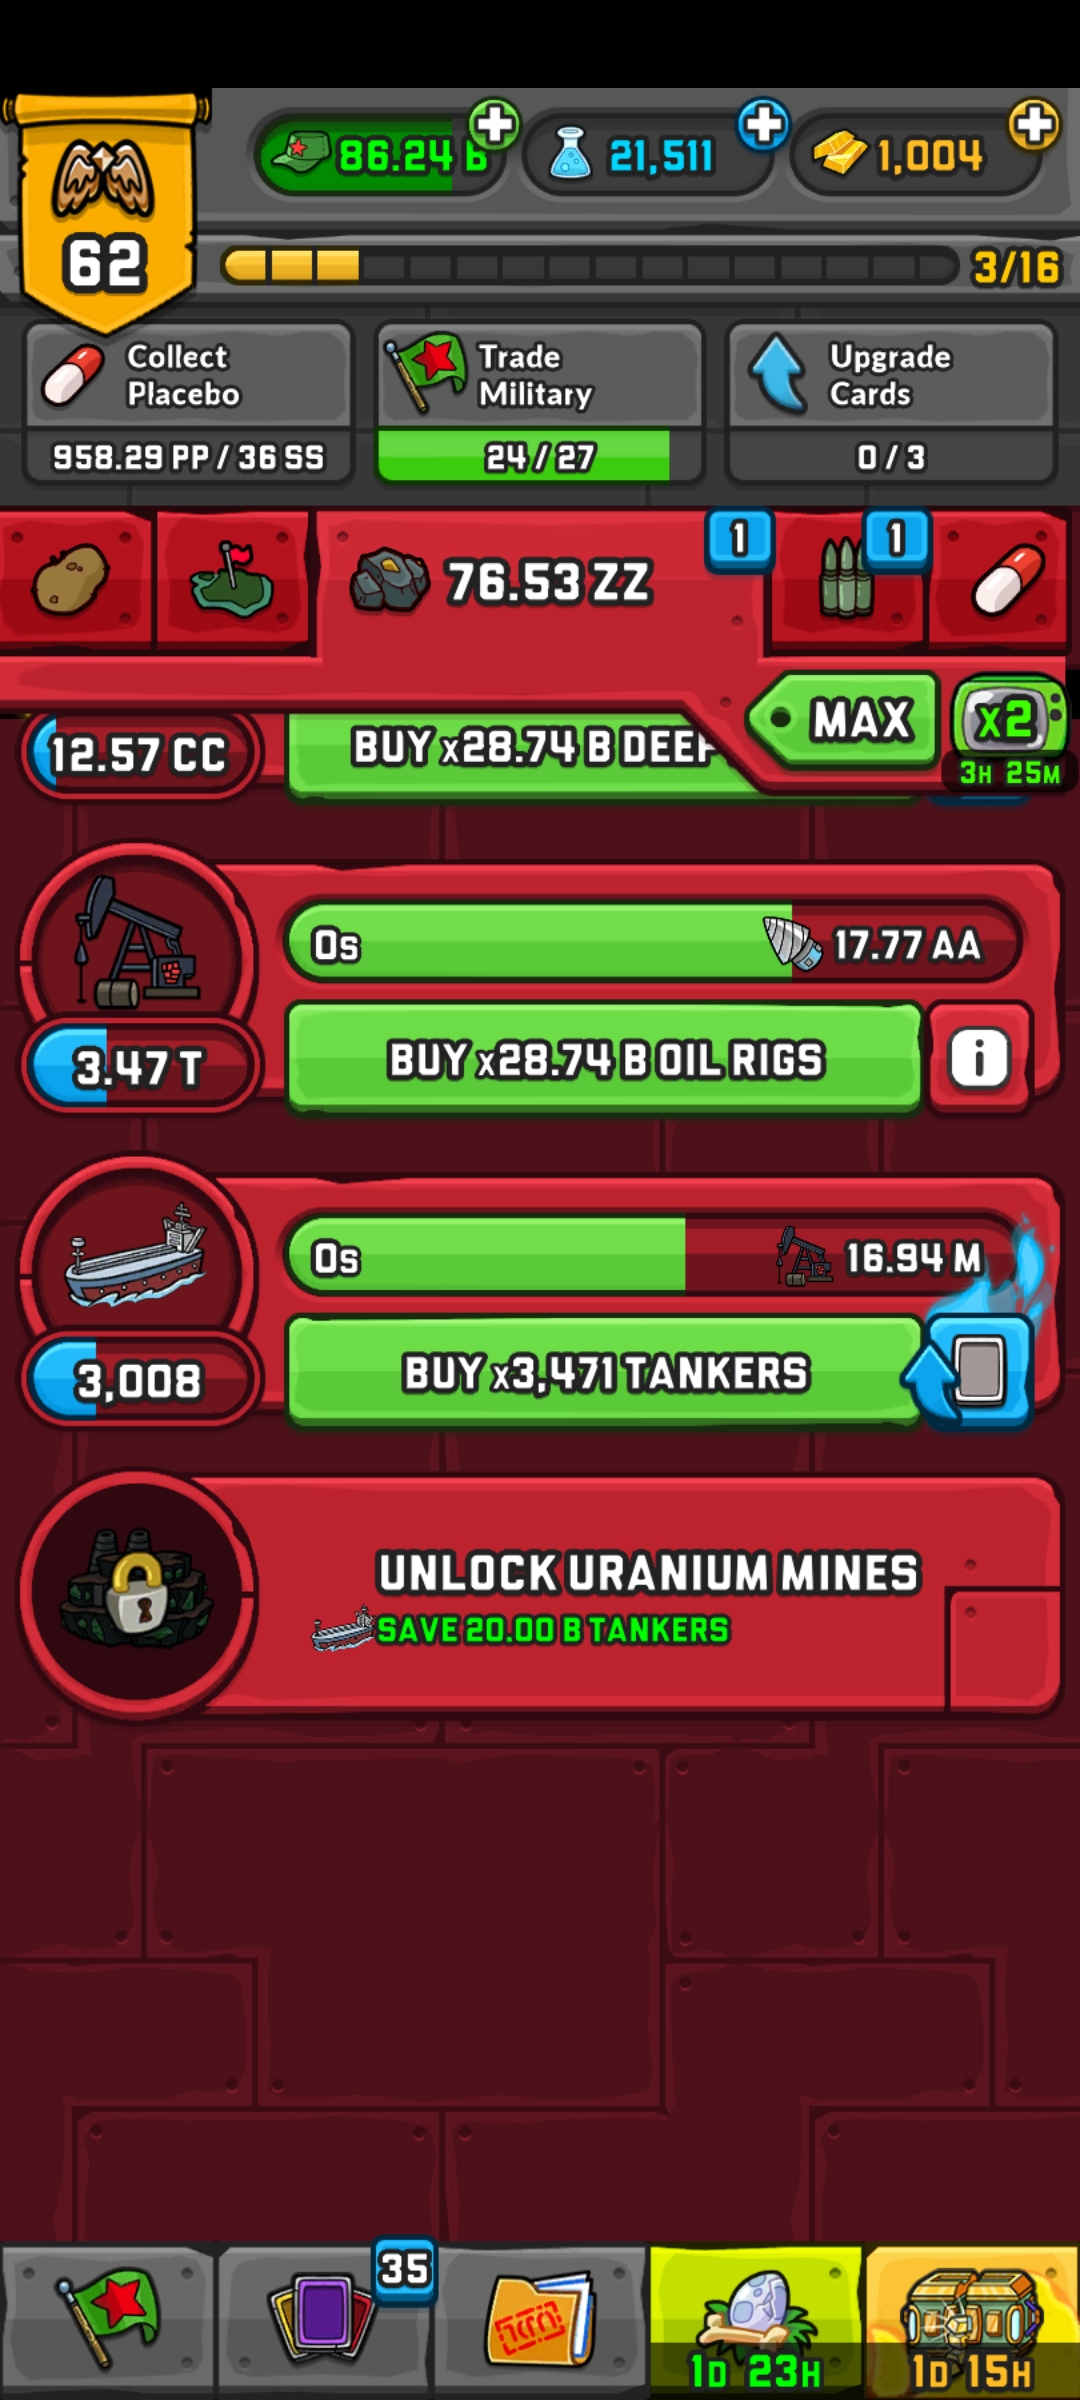 86.24 B
21,511
1,004
62
3/16
Collect
Placebo
958.29 PP / 36 SS
Trade
Military
24 / 27
Upgrade
Cards
0 / 3
76.53 ZZ
1
1
MAX
x2
3H 25M
12.57 CC
BUY x28.74 B DEEP
0s
17.77 AA
3.47 T
BUY x28.74 B OIL RIGS
i
0s
16.94 M
3,008
BUY x3,471 TANKERS
UNLOCK URANIUM MINES
SAVE 20.00 B TANKERS
35
1D 23H
1D 15H